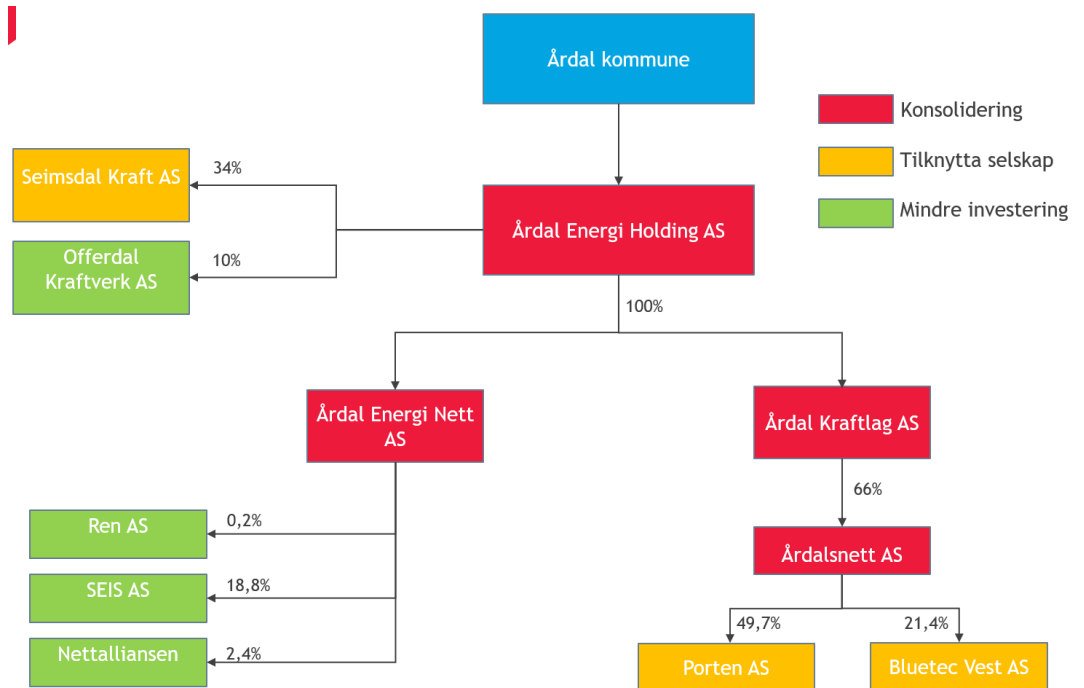 Årdal kommune
Konsolidering
Tilknytta selskap
Mindre investering
Seimsdal Kraft AS
34%
Årdal Energi Holding AS
Offerdal
Kraftverk AS
10%
100%
Årdal Energi Nett
AS
Årdal Kraftlag AS
66%
Ren AS
0,2%
Årdalsnett AS
SEIS AS
18,8%
49,7%
21,4%
Nettalliansen
2,4%
Porten AS
Bluetec Vest AS